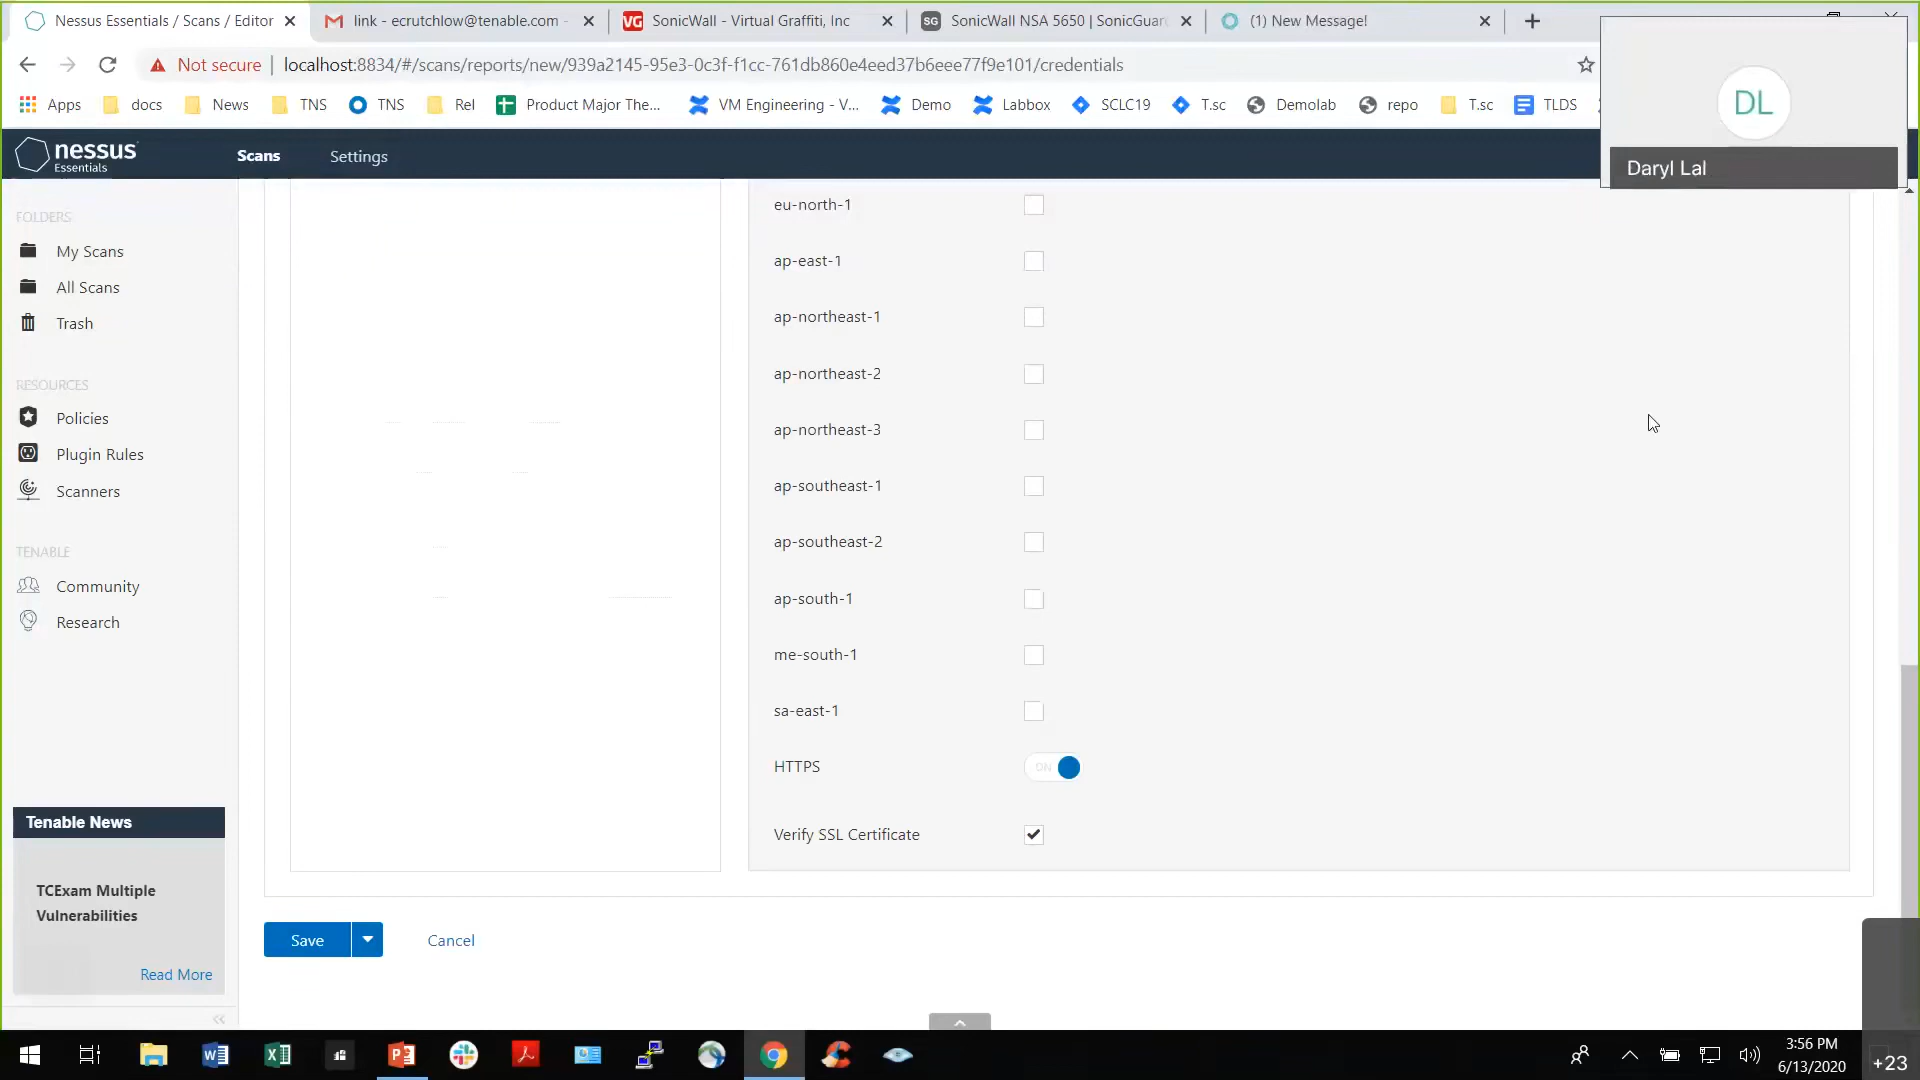 Nessus Essentials / Scans / Editor
link - ecrutchlow@tenable.com -
VG SonicWall - Virtual Graffiti, Inc
SG SonicWall NSA 5650 | SonicGuar
(1) New Message!
Not secure
localhost:8834/#/scans/reports/new/939a2145-95e3-0c3f-f1cc-761db860e4eed37b6eee77f9e101/credentials
Apps
docs
News
TNS
TNS
Rel
Product Major The...
VM Engineering - V...
Demo
Labbox
SCLC19
T.sc
Demolab
repo
T.sc
TLDS
DL
Daryl Lal
nessus
Essentials
Scans
Settings
FOLDERS
My Scans
All Scans
Trash
RESOURCES
Policies
Plugin Rules
Scanners
TENABLE
Community
Research
Tenable News
TCExam Multiple
Vulnerabilities
Read More
eu-north-1
ap-east-1
ap-northeast-1
ap-northeast-2
ap-northeast-3
ap-southeast-1
ap-southeast-2
ap-south-1
me-south-1
sa-east-1
HTTPS
ON
Verify SSL Certificate
Save
Cancel
3:56 PM
6/13/2020
+23